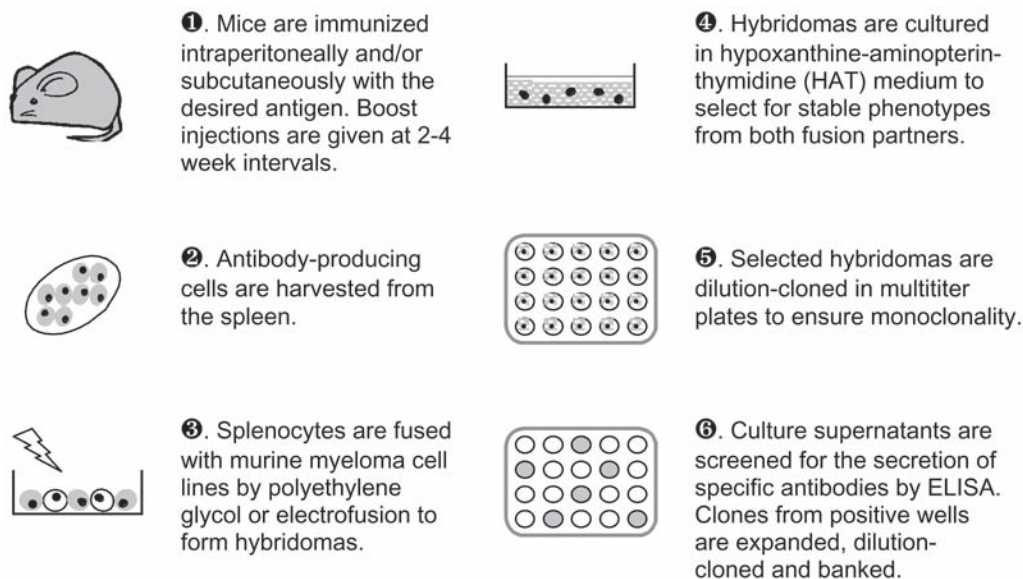 ❶. Mice are immunized
intraperitoneally and/or
subcutaneously with the
desired antigen. Boost
injections are given at 2-4
week intervals.
❷. Antibody-producing
cells are harvested from
the spleen.
❸. Splenocytes are fused
with murine myeloma cell
lines by polyethylene
glycol or electrofusion to
form hybridomas.
❹. Hybridomas are cultured
in hypoxanthine-aminopterin-
thymidine (HAT) medium to
select for stable phenotypes
from both fusion partners.
❺. Selected hybridomas are
dilution-cloned in multititer
plates to ensure monoclonality.
❻. Culture supernatants are
screened for the secretion of
specific antibodies by ELISA.
Clones from positive wells
are expanded, dilution-
cloned and banked.